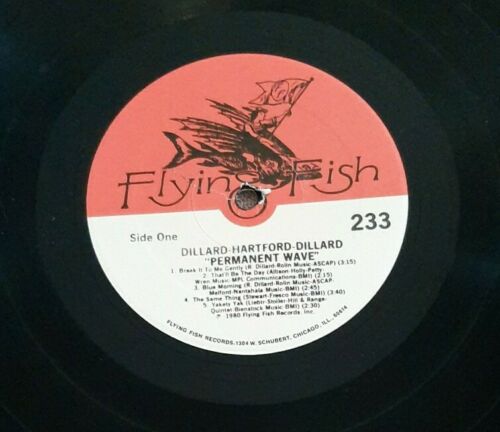 Flying Fish
Side One
233
DILLARD-HARTFORD-DILLARD
"PERMANENT WAVE"
1. Break It To Me Gently (R. Dillard-Rolin Music-ASCAP) (3:15)
2. That'll Be The Day (Allison-Holly-Petty-
Wren Music-MPL Communications-BMI) (2:45)
3. Blue Morning (R. Dillard-Rolin Music-ASCAP-
Melford-Nantahala Music-BMI) (2:45)
4. The Same Thing (Stewart-Fresco Music-BMI) (3:40)
5. Yakety Yak (Lieber-Stoller-Hill & Range-
Quintet Bienstock Music-BMI) (3:30)
℗ 1980 Flying Fish Records, Inc.
FLYING FISH RECORDS, 1304 W. SCHUBERT, CHICAGO, ILL. 60614